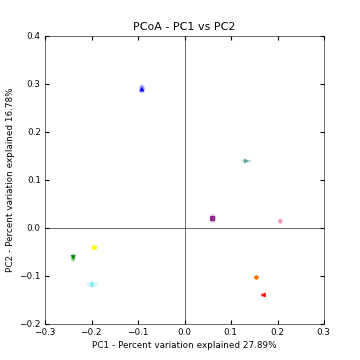 PCoA - PC1 vs PC2
0.4
0.3
0.2
0.1
0.0
−0.1
−0.2
PC2 - Percent variation explained 16.78%
−0.3 −0.2 −0.1 0.0 0.1 0.2 0.3
PC1 - Percent variation explained 27.89%